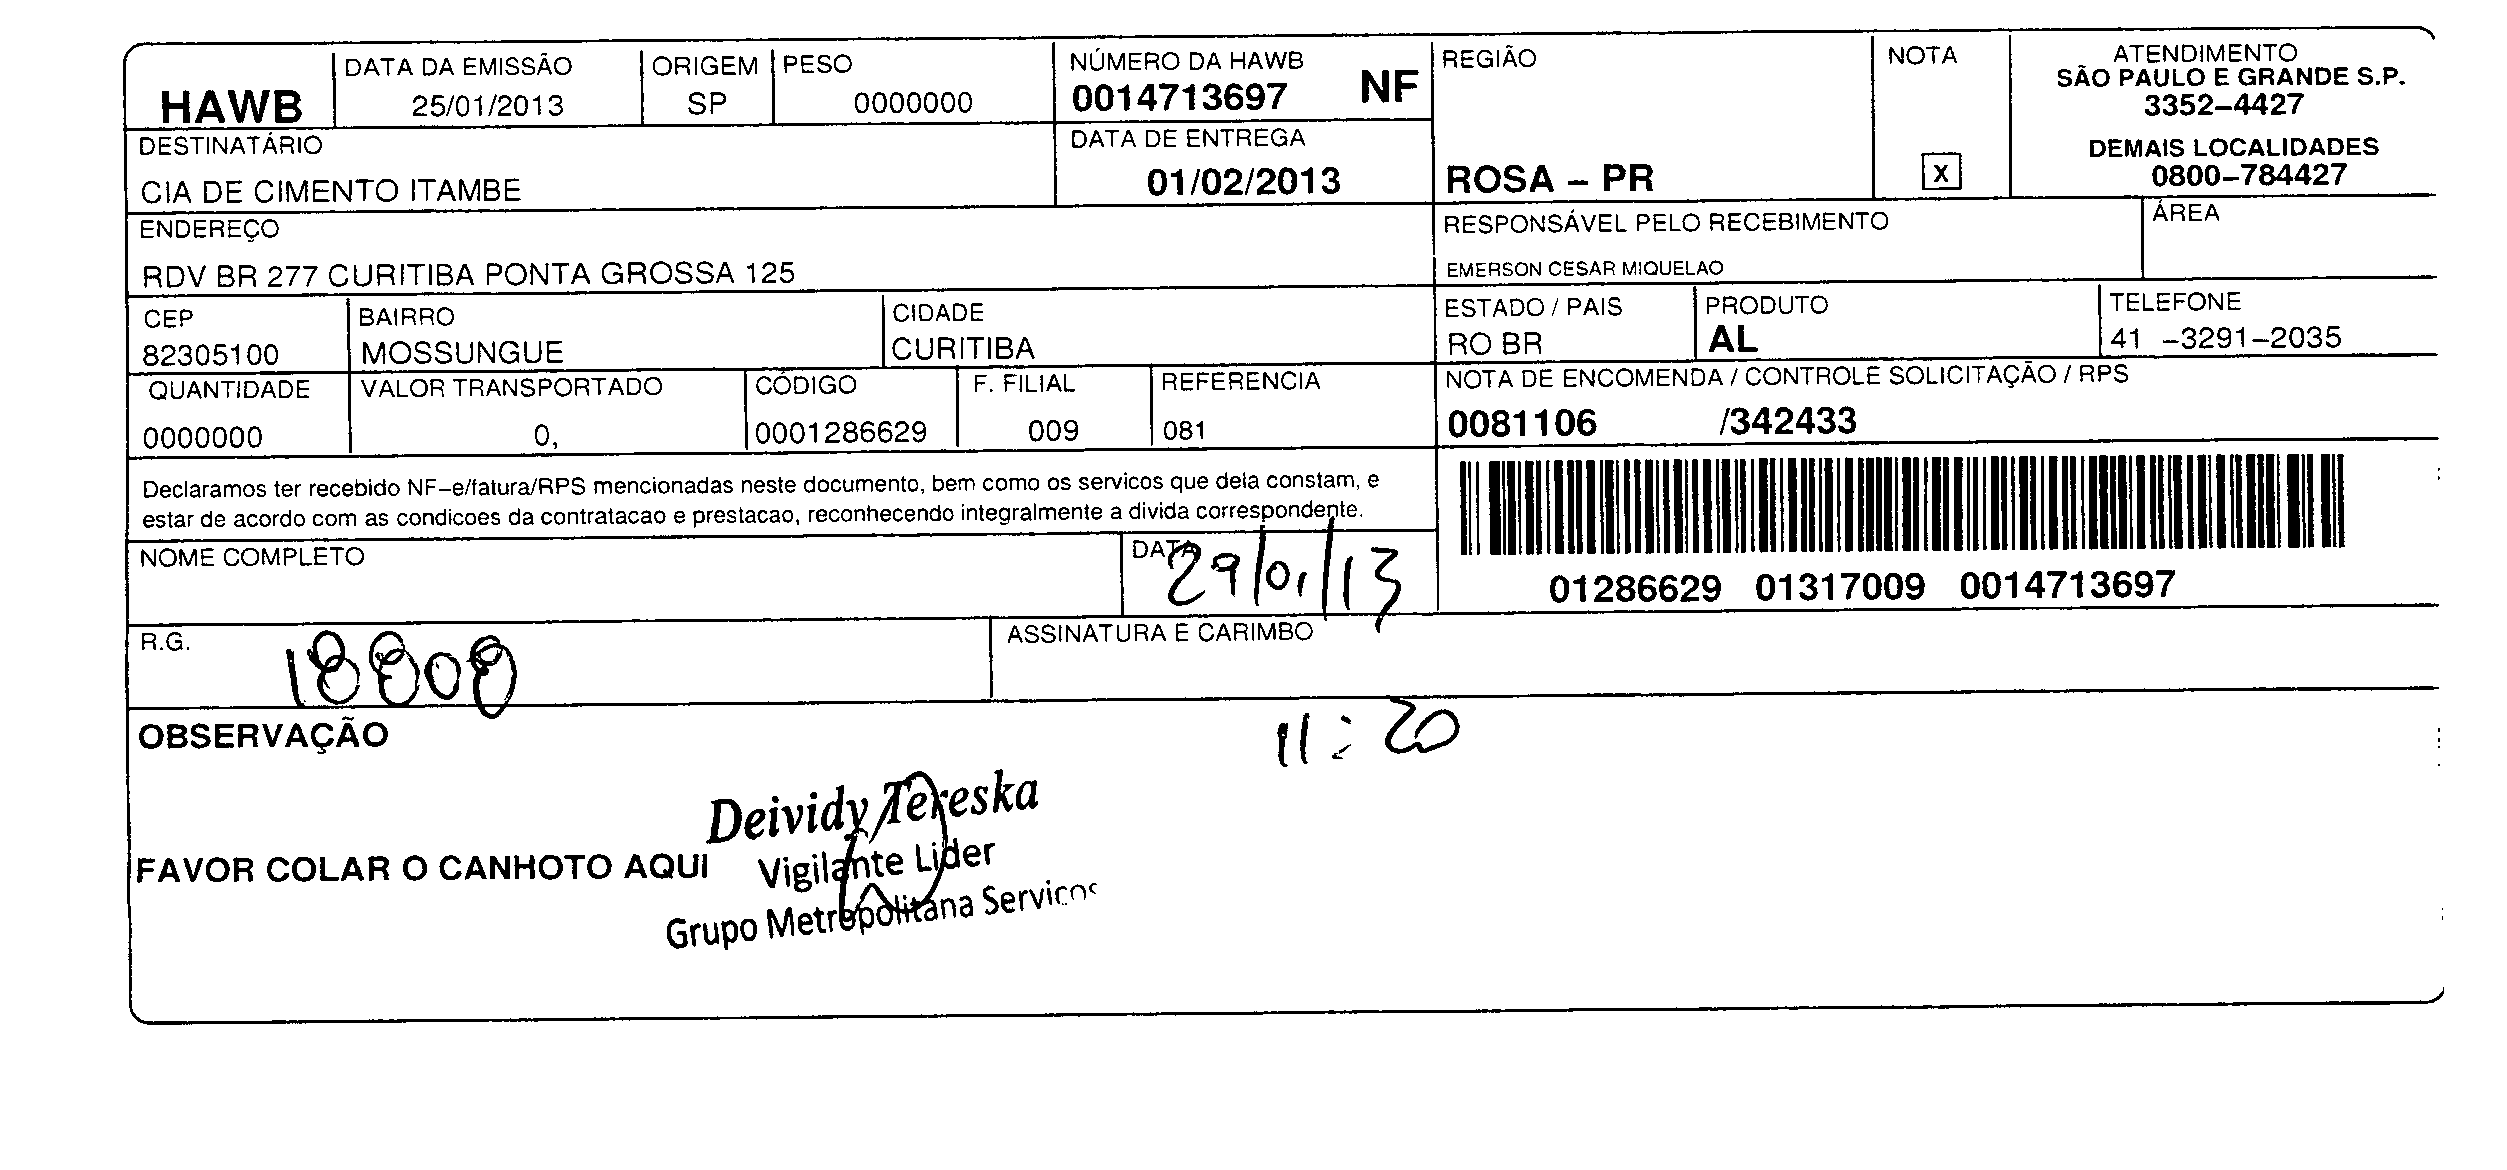 HAWB
DATA DA EMISSÃO
25/01/2013
ORIGEM
SP
PESO
0000000
NÚMERO DA HAWB
0014713697 NF
DATA DE ENTREGA
01/02/2013
REGIÃO
ROSA – PR
NOTA
X
ATENDIMENTO
SÃO PAULO E GRANDE S.P.
3352–4427
DEMAIS LOCALIDADES
0800–784427
DESTINATÁRIO
CIA DE CIMENTO ITAMBE
ENDEREÇO
RDV BR 277 CURITIBA PONTA GROSSA 125
RESPONSÁVEL PELO RECEBIMENTO
EMERSON CESAR MIQUELAO
ÁREA
CEP
82305100
BAIRRO
MOSSUNGUE
CIDADE
CURITIBA
ESTADO / PAIS
RO BR
PRODUTO
AL
TELEFONE
41 –3291–2035
QUANTIDADE
0000000
VALOR TRANSPORTADO
0,
CÓDIGO
0001286629
F. FILIAL
009
REFERENCIA
081
NOTA DE ENCOMENDA / CONTROLE SOLICITAÇÃO / RPS
0081106 /342433
Declaramos ter recebido NF–e/fatura/RPS mencionadas neste documento, bem como os servicos que dela constam, e
estar de acordo com as condicoes da contratacao e prestacao, reconhecendo integralmente a divida correspondente.
01286629 01317009 0014713697
NOME COMPLETO
DATA
29/01/13
R.G.
18808
ASSINATURA E CARIMBO
OBSERVAÇÃO
11:20
FAVOR COLAR O CANHOTO AQUI
Deividy Tereska
Vigilante Lider
Grupo Metropolitana Servicos